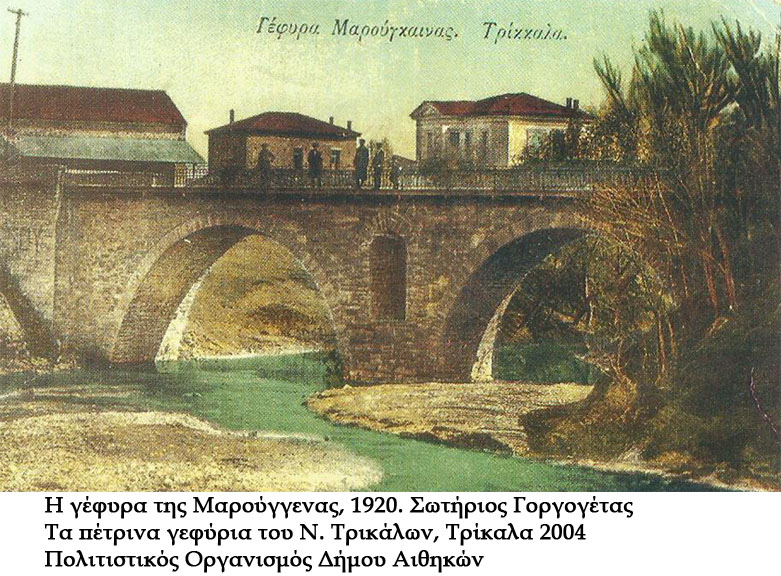 Γέφυρα Μαρούγκαινας. Τρίκκαλα.
Η γέφυρα της Μαρούγγενας, 1920. Σωτήριος Γοργογέτας
Τα πέτρινα γεφύρια του Ν. Τρικάλων, Τρίκαλα 2004
Πολιτιστικός Οργανισμός Δήμου Αιθηκών